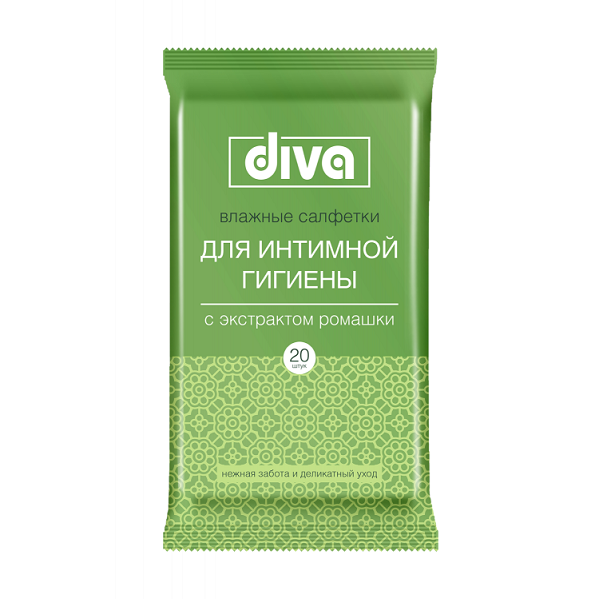 diva
влажные салфетки
ДЛЯ ИНТИМНОЙ
ГИГИЕНЫ
с экстрактом ромашки
20
штук
нежная забота и деликатный уход